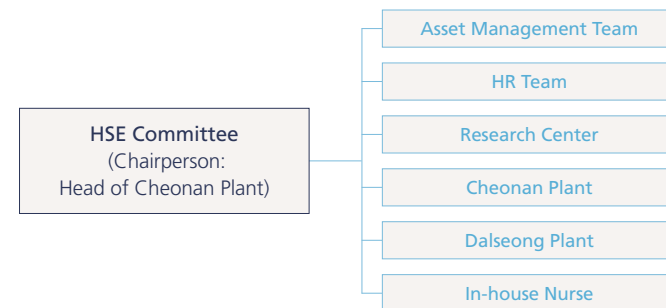 HSE Committee
(Chairperson:
Head of Cheonan Plant)
Asset Management Team
HR Team
Research Center
Cheonan Plant
Dalseong Plant
In-house Nurse